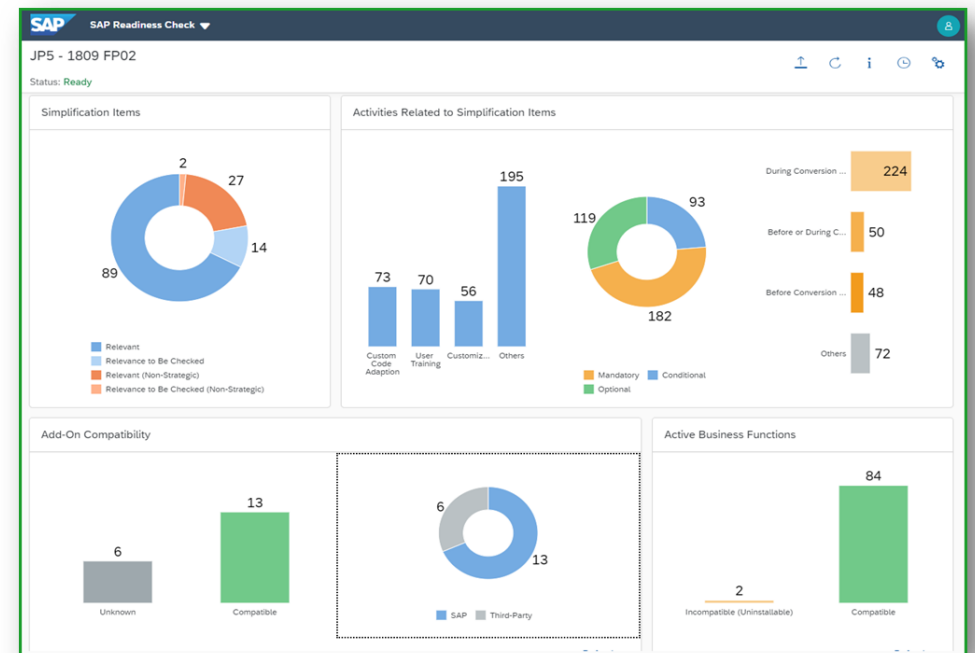 SAP SAP Readiness Check
JP5 - 1809 FP02
Status: Ready
Simplification Items
2
27
14
89
Relevant
Relevance to Be Checked
Relevant (Non-Strategic)
Relevance to Be Checked (Non-Strategic)
Activities Related to Simplification Items
73
70
56
195
Custom
Code
Adaption
User
Training
Customiz...
Others
119
93
182
Mandatory Conditional
Optional
During Conversion ... 224
Before or During C... 50
Before Conversion ... 48
Others 72
Add-On Compatibility
6
13
Unknown
Compatible
6
13
SAP Third-Party
Active Business Functions
2
84
Incompatible (Uninstallable)
Compatible